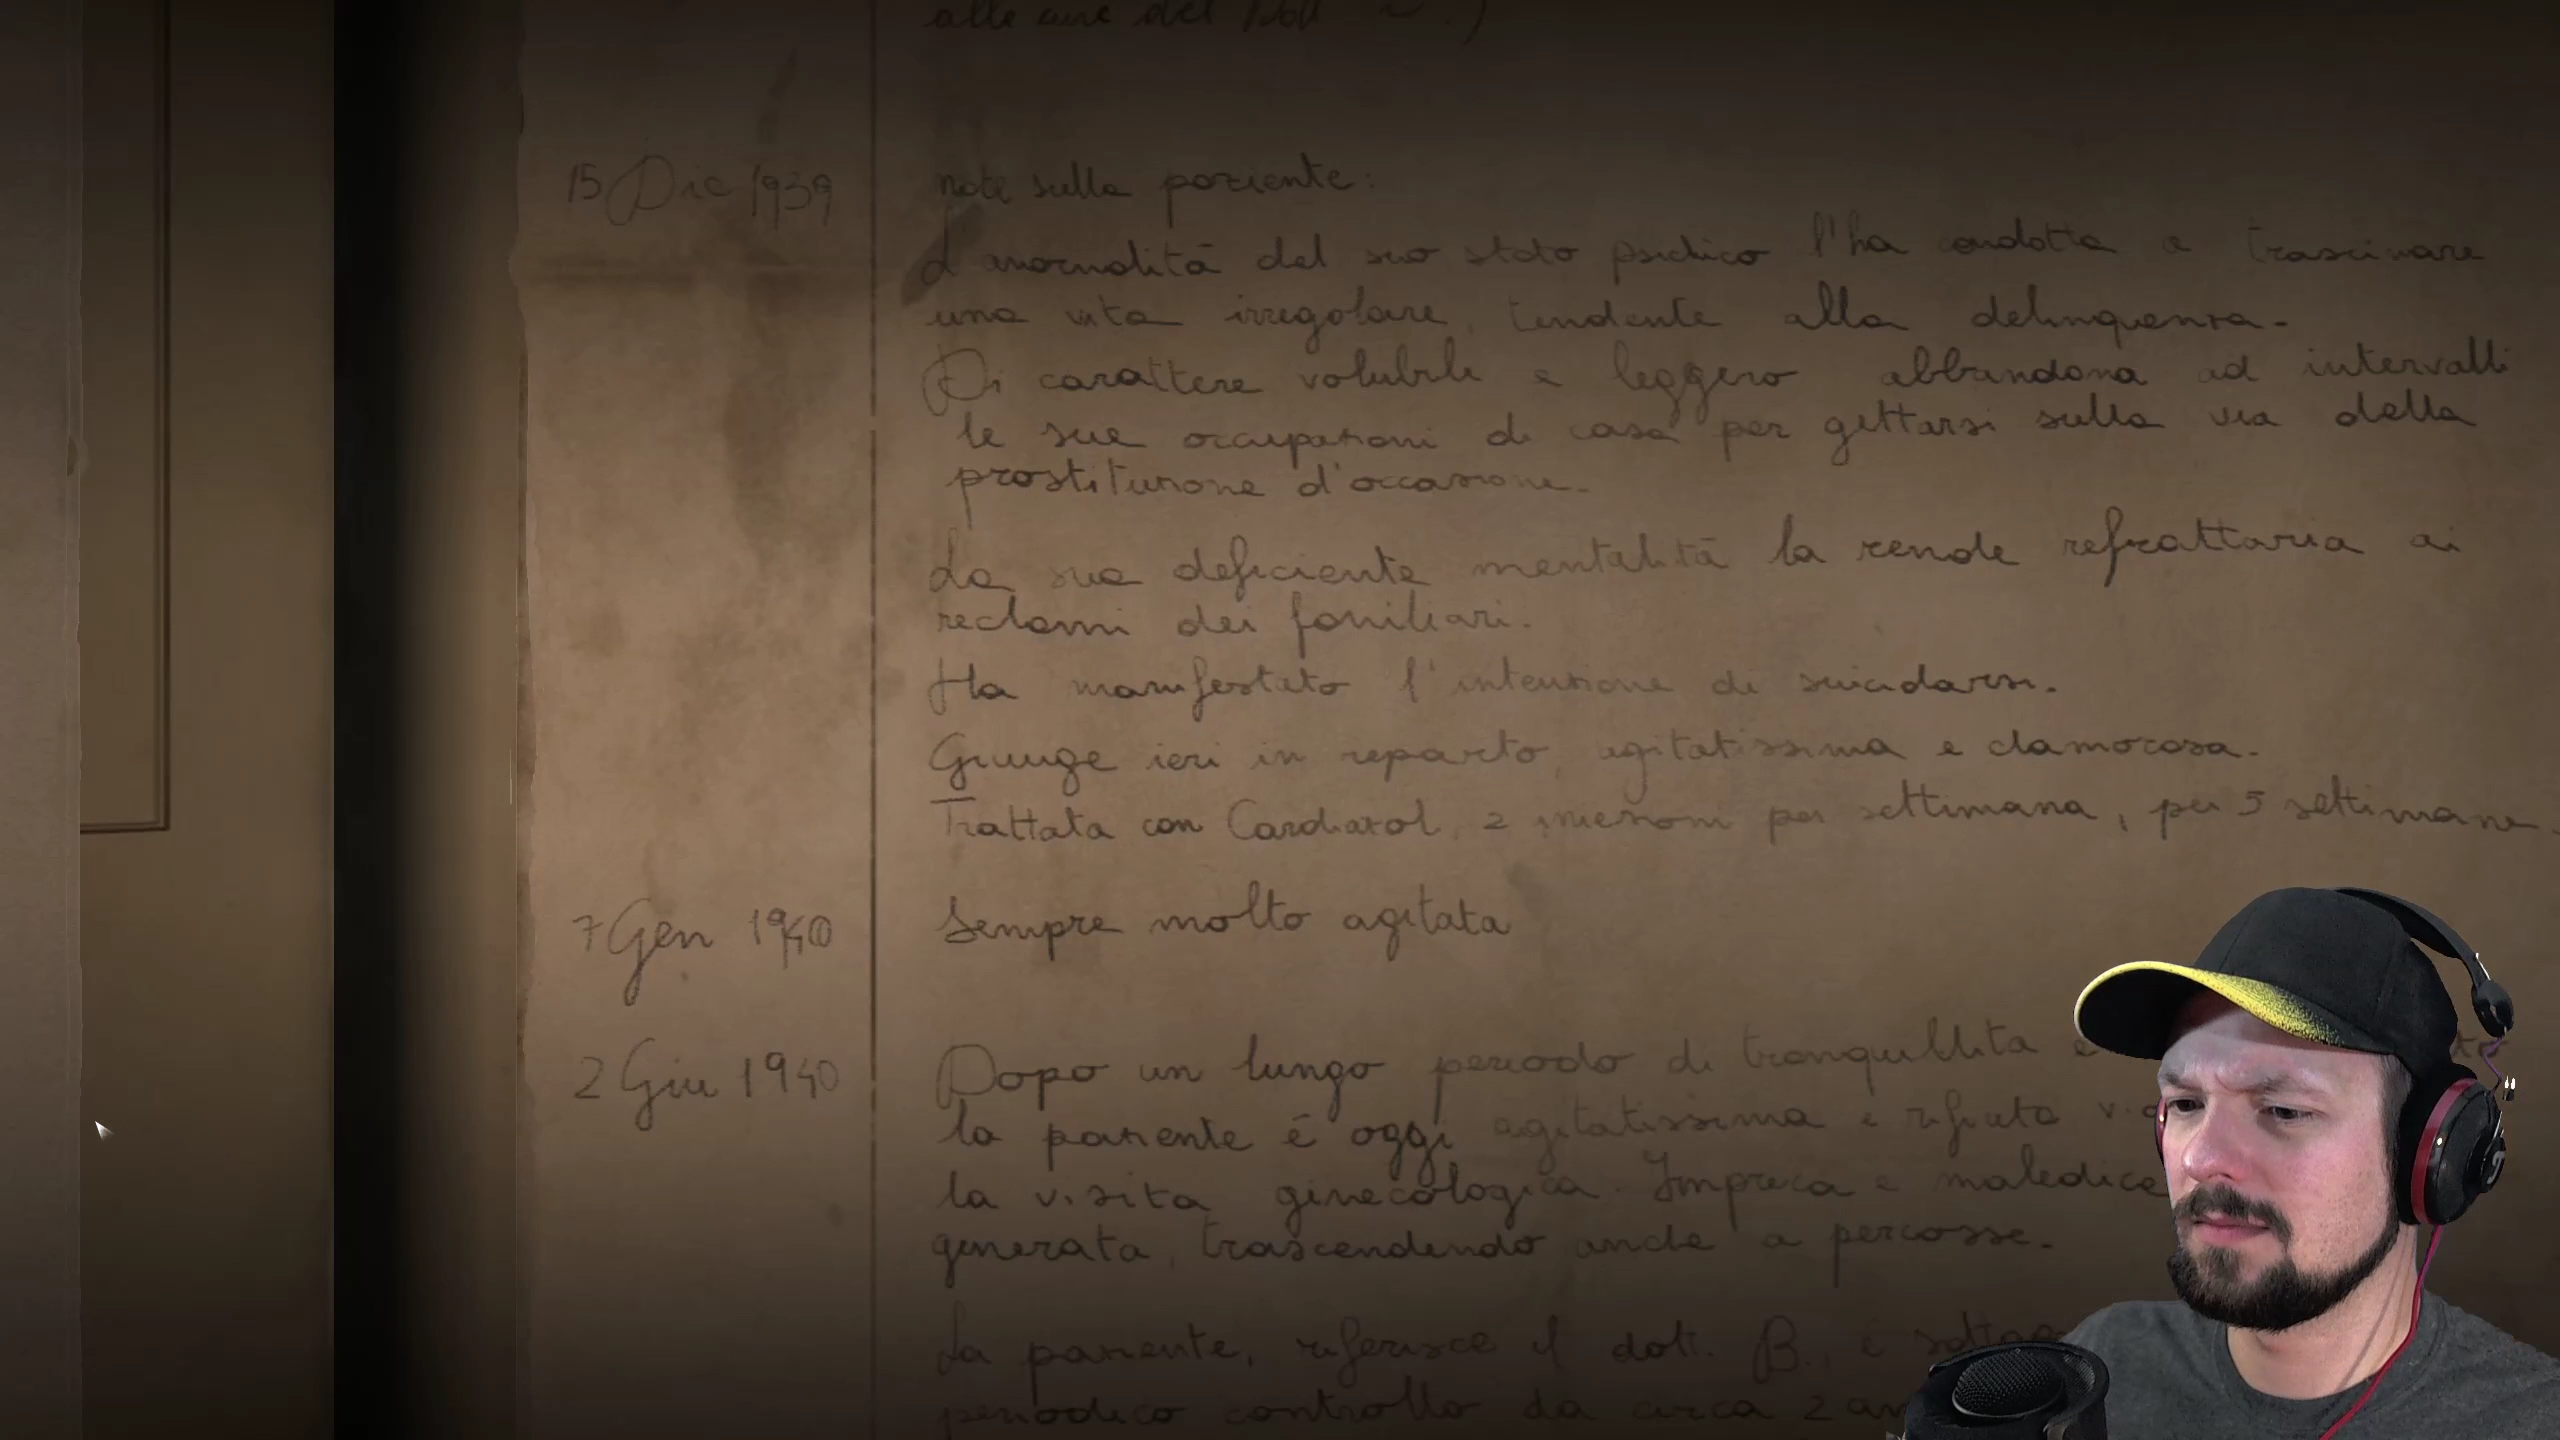 alle cure del
15 Dic 1939
note sulla paziente:
L'anormalità del suo stato psichico l'ha condotta a trascinare
una vita irregolare, tendente alla delinquenza.
Di carattere volubile e leggero abbandona ad intervalli
le sue occupazioni di casa per gettarsi sulla via della
prostituzione d'occasione.
La sua deficiente mentalità la rende refrattaria ai
reclami dei familiari.
Ha manifestato l'intenzione di suicidarsi.
Giunge ieri in reparto, agitatissima e clamorosa.
Trattata con Cardiazol, 2 iniezioni per settimana, per 5 settimane.
7 Gen 1940
Sempre molto agitata
2 Giu 1940
Dopo un lungo periodo di tranquillità e
la paziente é oggi agitatissima e rifiuta
la visita ginecologica. Impreca e maledice
generata, trascendendo anche a percosse.
La paziente, riferisce il dott. B., é
periodico controllo da circa 2